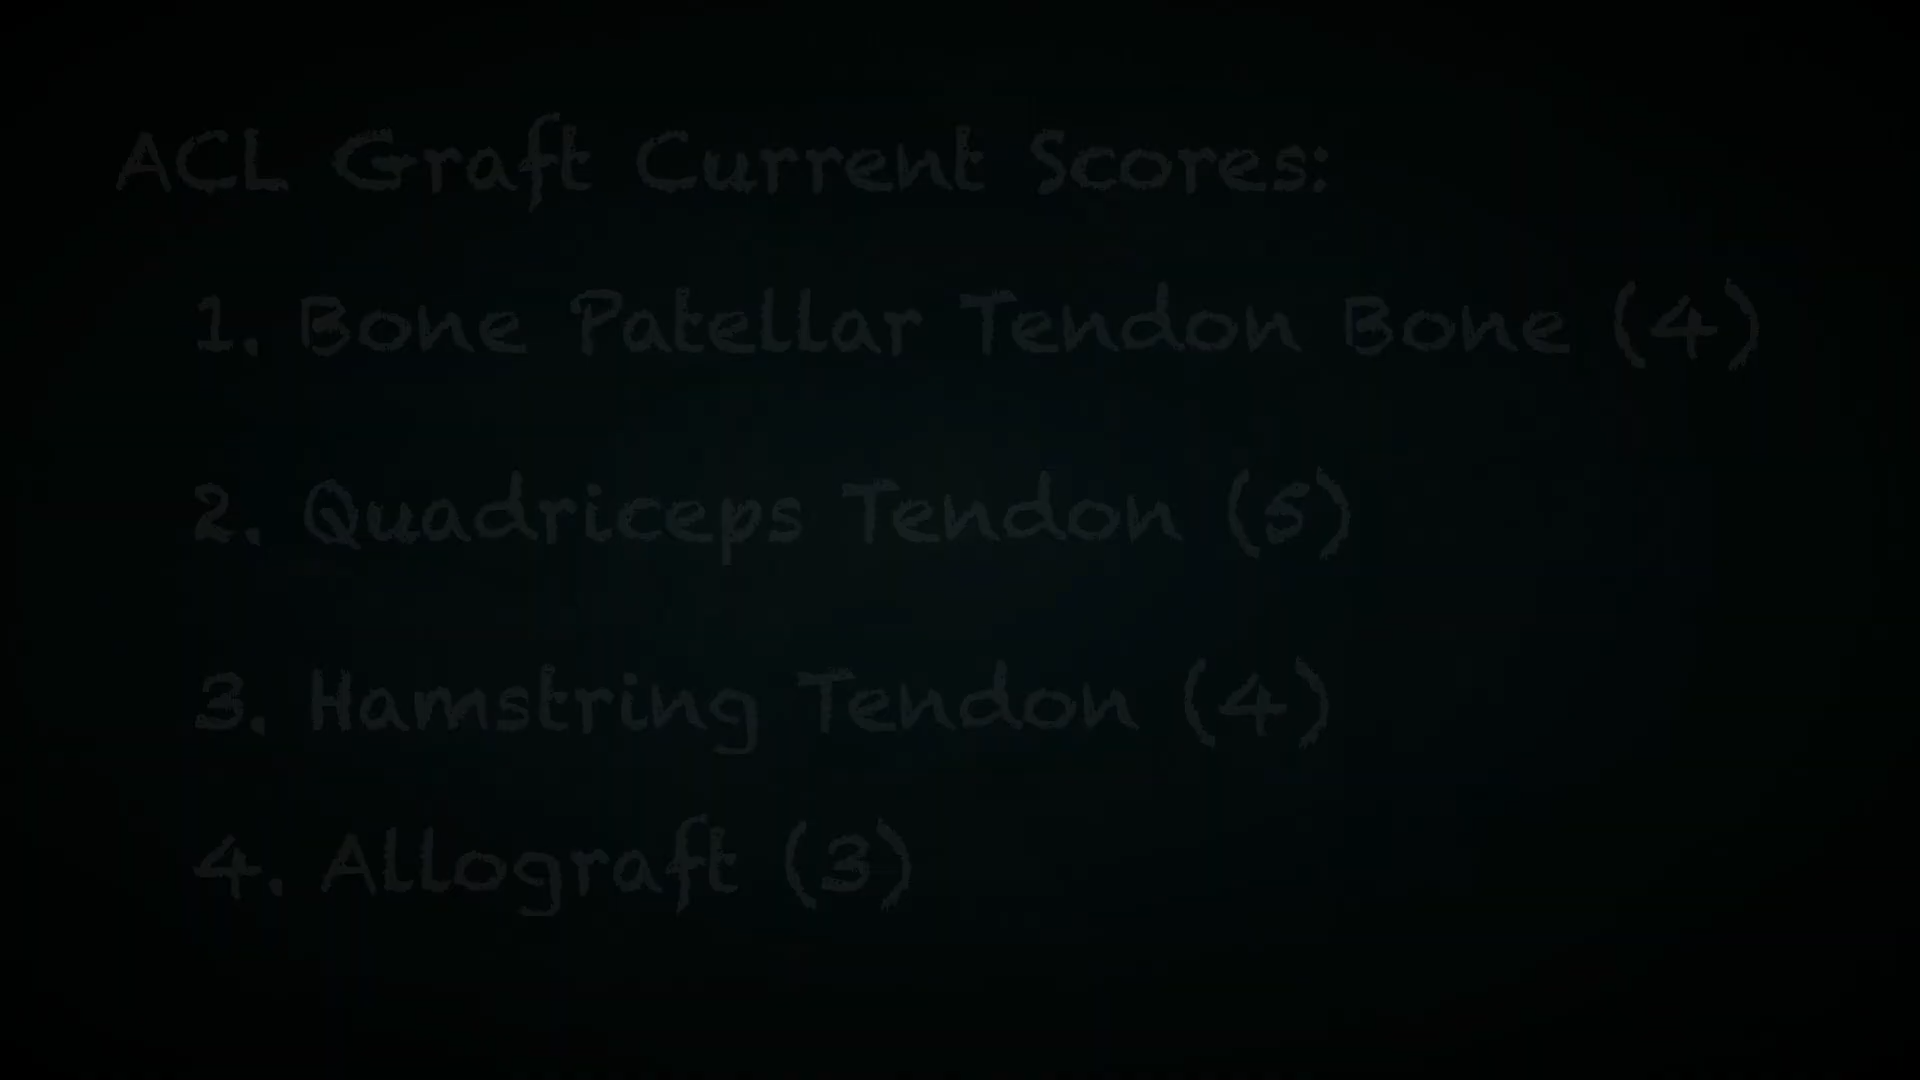 ACL Graft Current Scores:
1. Bone Patellar Tendon Bone (4)
2. Quadriceps Tendon (5)
3. Hamstring Tendon (4)
4. Allograft (3)